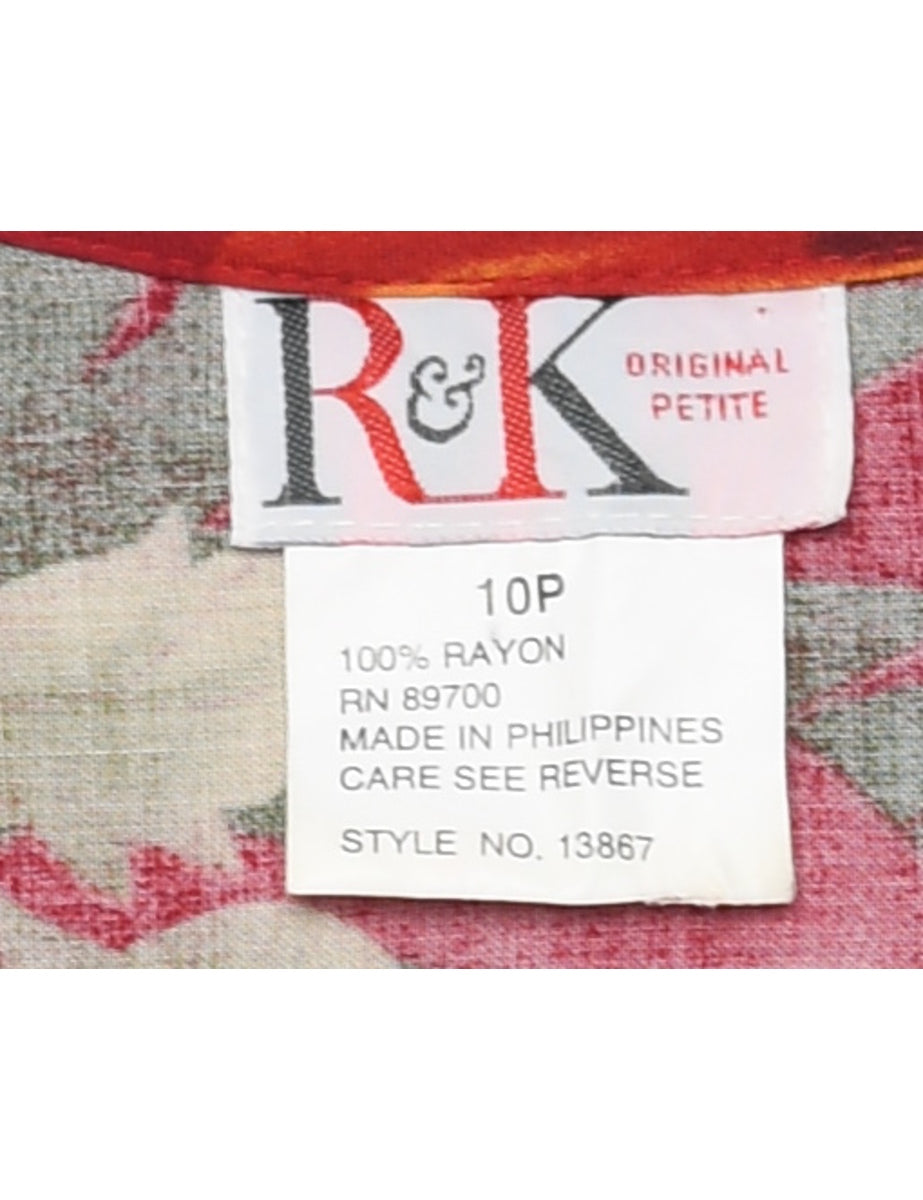 R&K
ORIGINAL
PETITE
10P
100% RAYON
RN 89700
MADE IN PHILIPPINES
CARE SEE REVERSE
STYLE NO. 13867